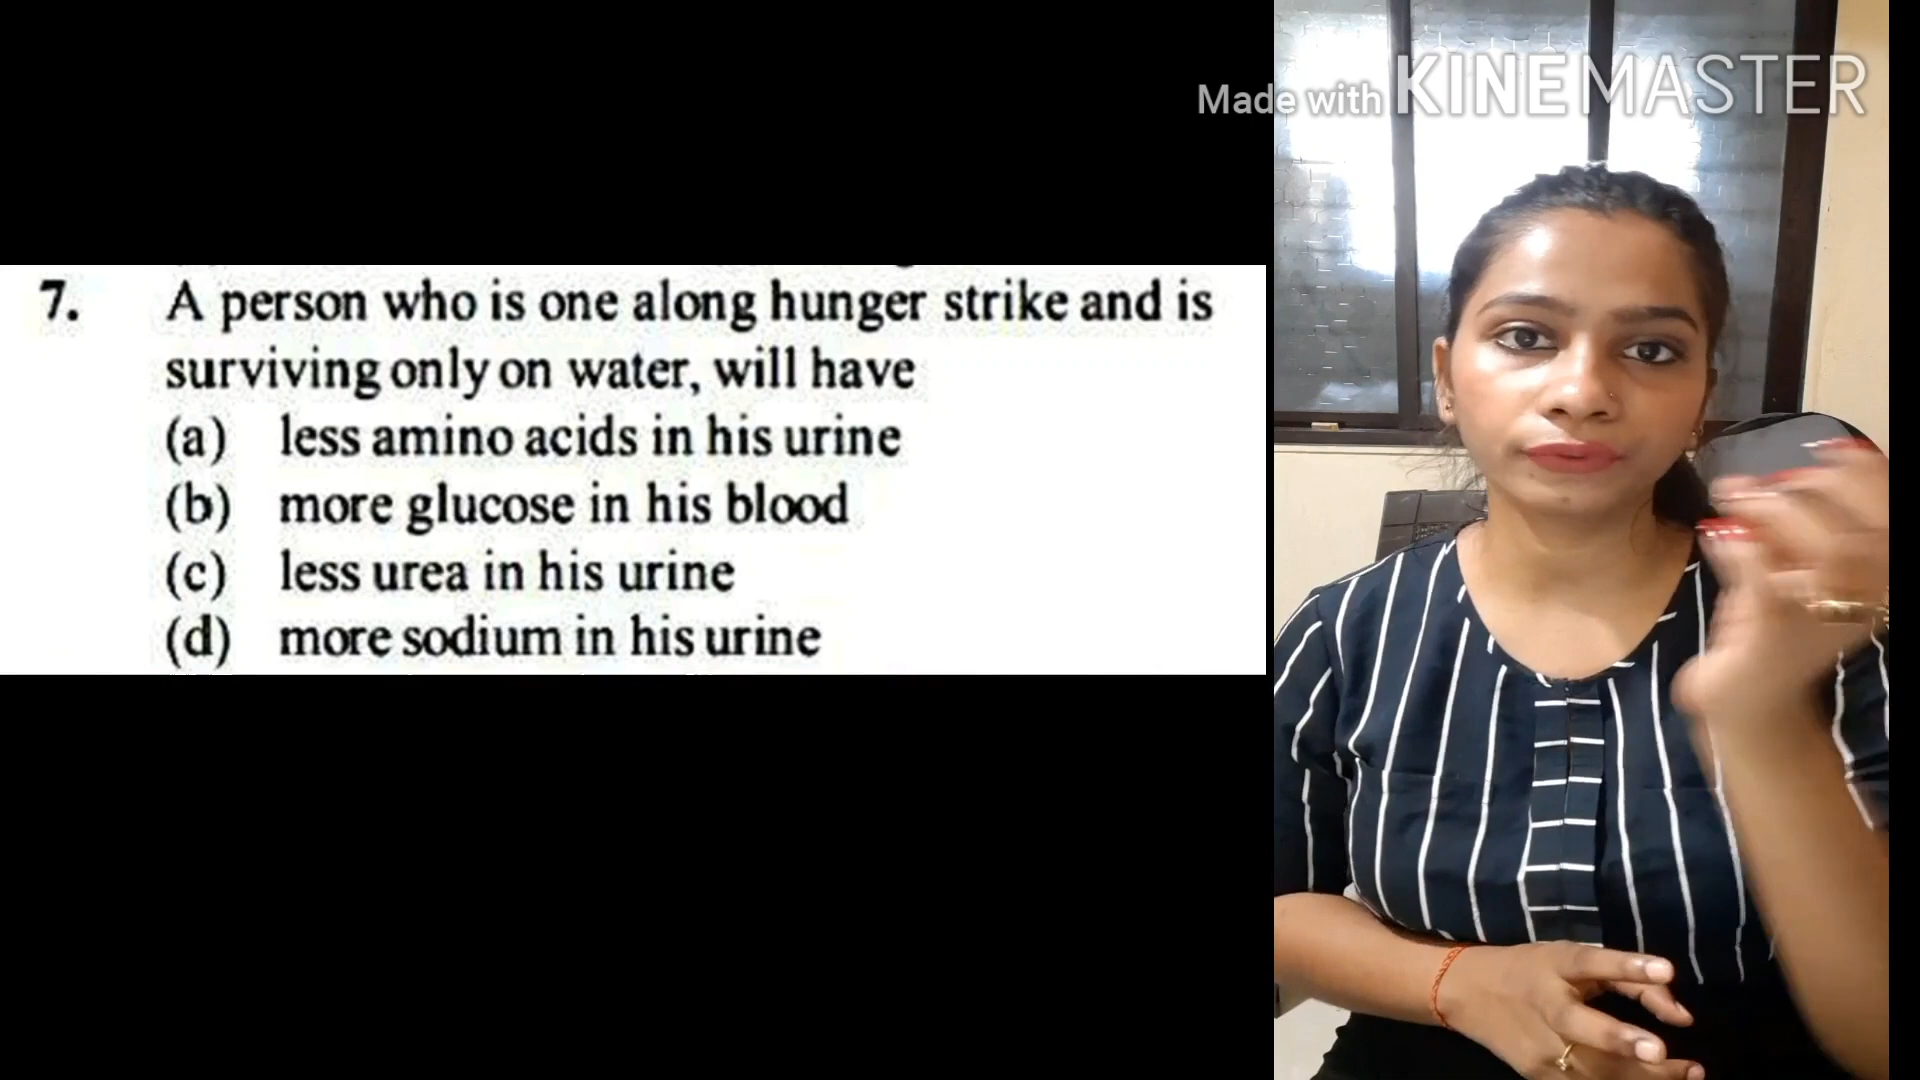 Made with KINEMASTER
7. A person who is one along hunger strike and is
surviving only on water, will have
(a) less amino acids in his urine
(b) more glucose in his blood
(c) less urea in his urine
(d) more sodium in his urine